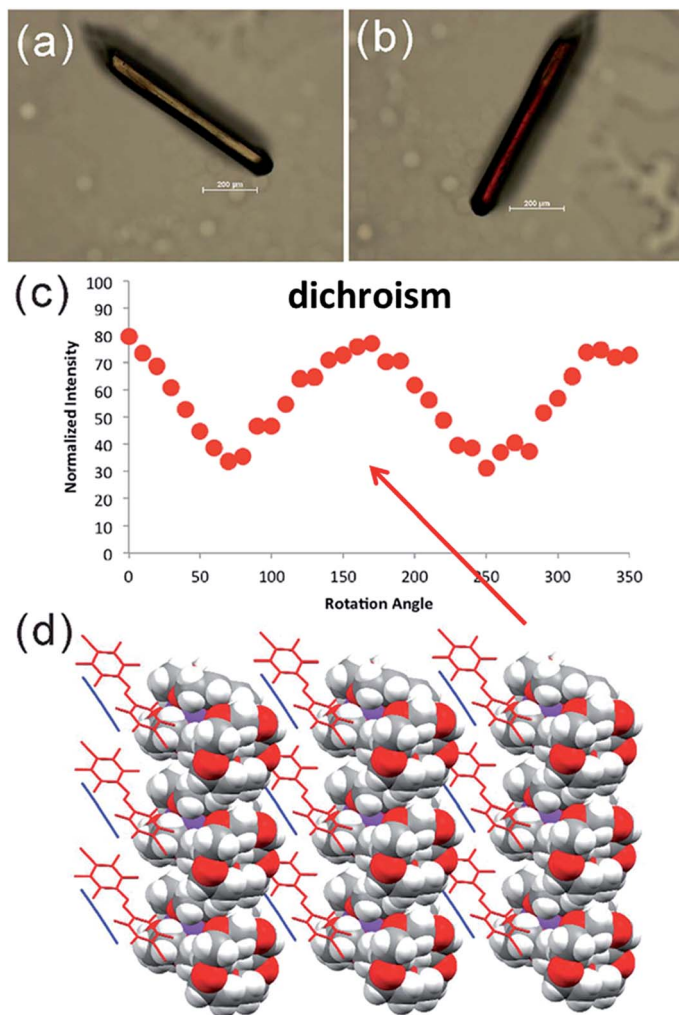 (a)
(b)
200 µm
200 µm
(c)
dichroism
Normalized Intensity
100
90
80
70
60
50
40
30
20
10
0
0 50 100 150 200 250 300 350
Rotation Angle
(d)